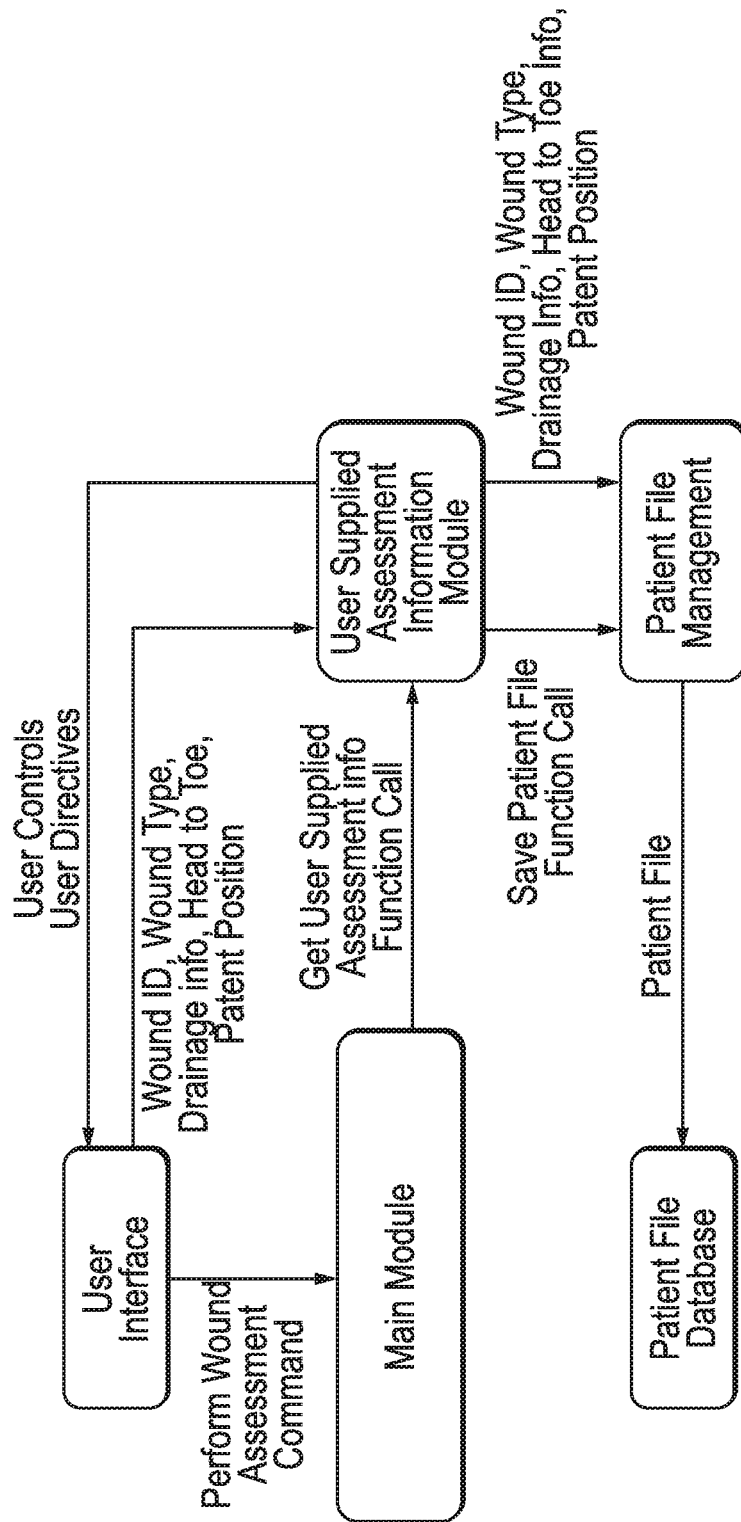 User Controls
User Directives
User
Interface
Wound ID, Wound Type,
Drainage info, Head to Toe,
Patent Position
Perform Wound
Assessment
Command
Main Module
Get User Supplied
Assessment info
Function Call
User Supplied
Assessment
Information
Module
Save Patient File
Function Call
Wound ID, Wound Type,
Drainage Info, Head to Toe Info,
Patent Position
Patient File
Database
Patient File
Patient File
Management